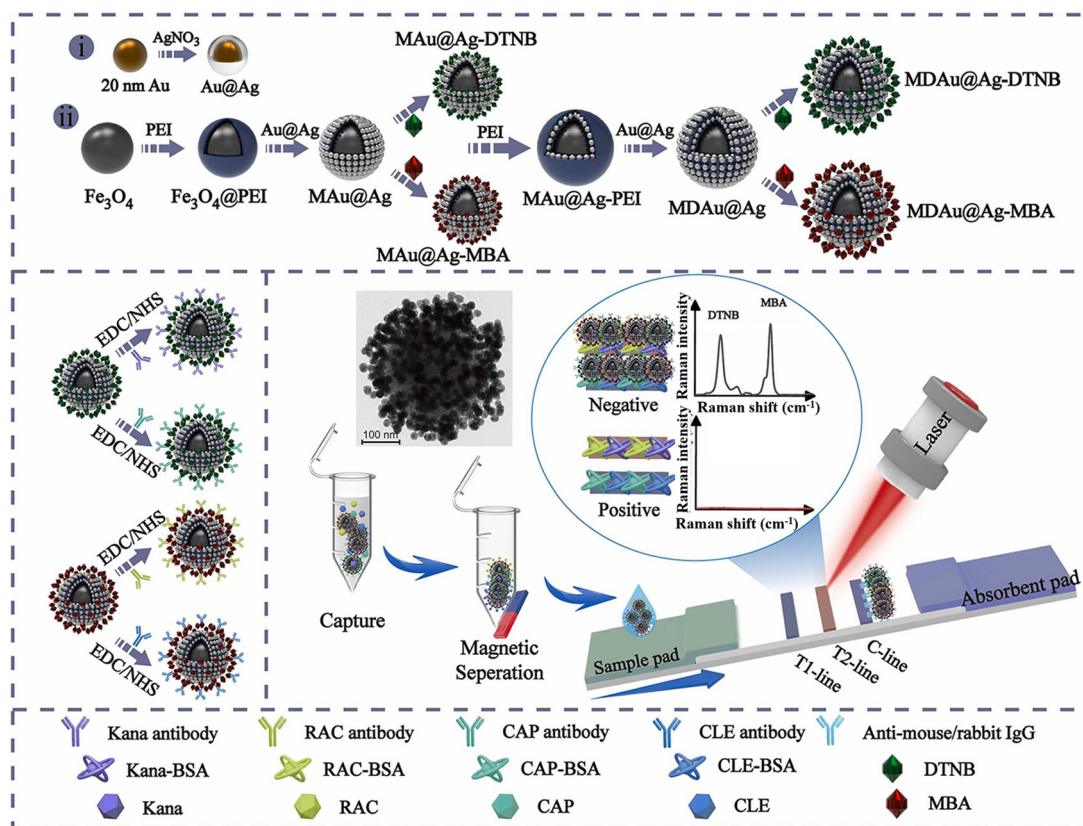 i
AgNO₃
20 nm Au
Au@Ag
ii
PEI
Au@Ag
Fe₃O₄
Fe₃O₄@PEI
MAu@Ag
MAu@Ag-DTNB
MAu@Ag-MBA
PEI
Au@Ag
MAu@Ag-PEI
MDAu@Ag
MDAu@Ag-DTNB
MDAu@Ag-MBA
EDC/NHS
EDC/NHS
EDC/NHS
EDC/NHS
100 nm
Capture
Magnetic
Seperation
Negative
Positive
Raman intensity
DTNB
MBA
Raman shift (cm⁻¹)
Raman intensity
Raman shift (cm⁻¹)
Laser
Sample pad
T1-line
T2-line
C-line
Absorbent pad
Kana antibody
RAC antibody
CAP antibody
CLE antibody
Anti-mouse/rabbit IgG
Kana-BSA
RAC-BSA
CAP-BSA
CLE-BSA
DTNB
Kana
RAC
CAP
CLE
MBA